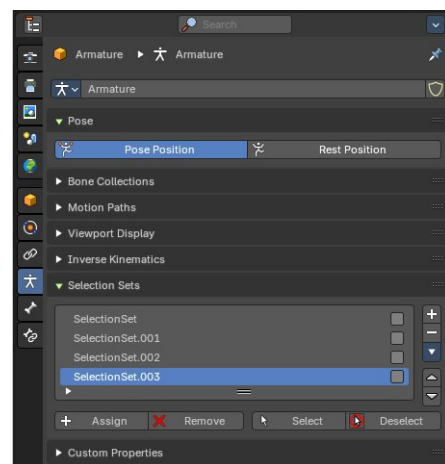 Search
Armature Armature
Armature
Pose
Pose Position Rest Position
Bone Collections
Motion Paths
Viewport Display
Inverse Kinematics
Selection Sets
SelectionSet
SelectionSet.001
SelectionSet.002
SelectionSet.003
Assign Remove Select Deselect
Custom Properties